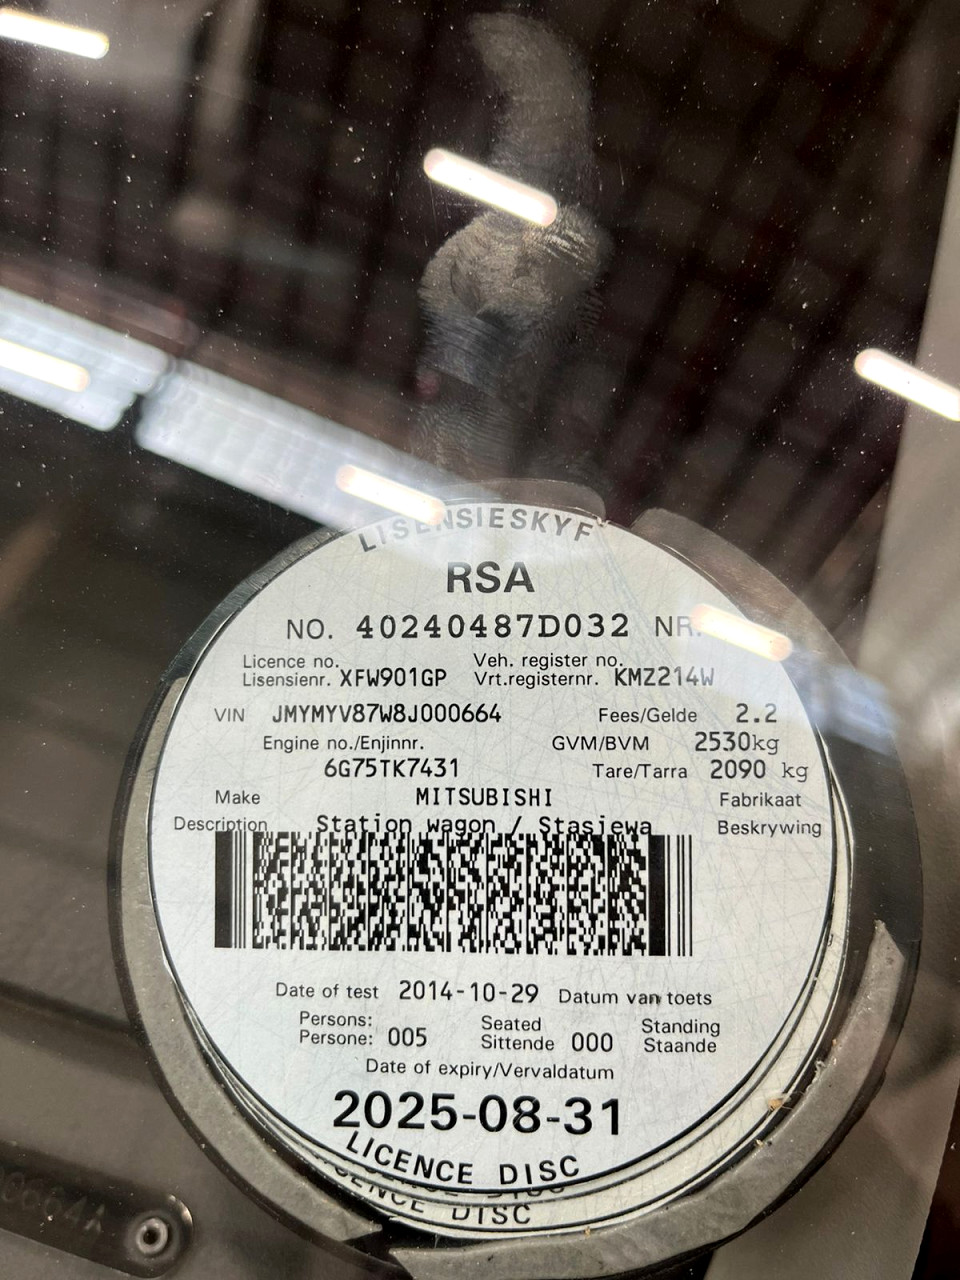 LISENSIESKYF
RSA
NO. 40240487D032 NR.
Licence no. Veh. register no.
Lisensienr. XFW901GP Vrt.registernr. KMZ214W
VIN JMYMYV87W8J000664 Fees/Gelde 2.2
Engine no./Enjinnr. GVM/BVM 2530kg
6G75TK7431 Tare/Tarra 2090 kg
Make MITSUBISHI Fabrikaat
Description Station wagon / Stasiewa Beskrywing
Date of test 2014-10-29 Datum van toets
Persons: Seated Standing
Persone: 005 Sittende 000 Staande
Date of expiry/Vervaldatum
2025-08-31
LICENCE DISC
DISC